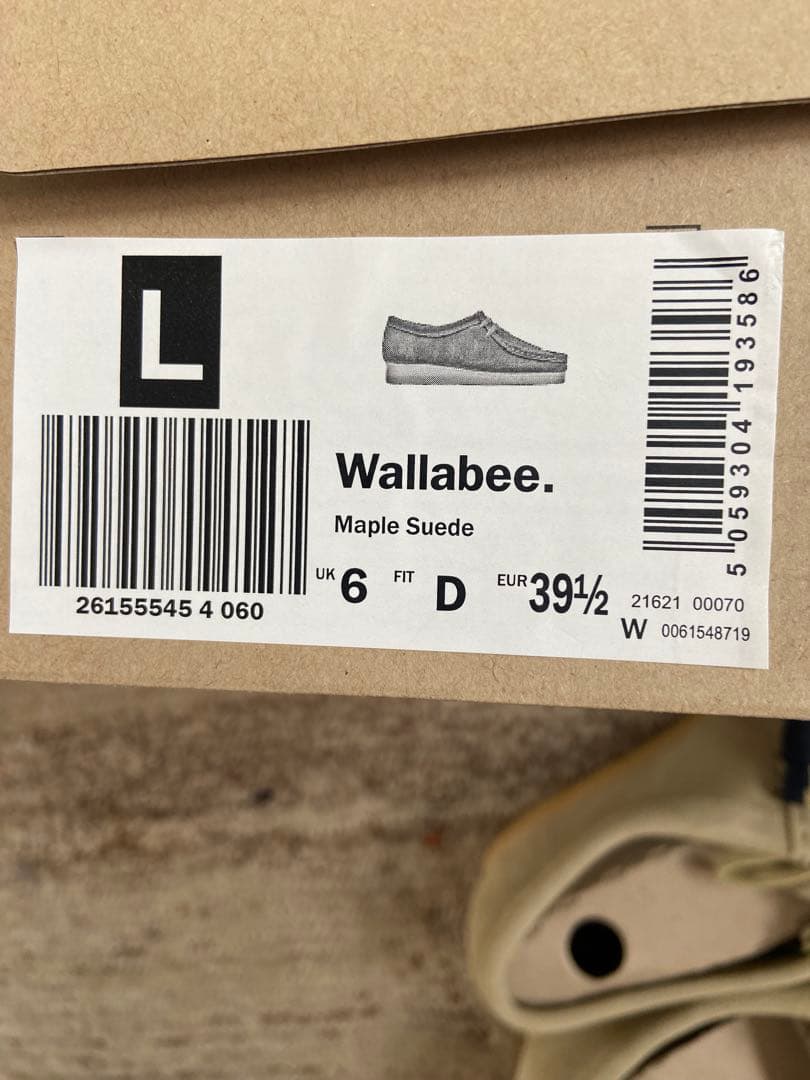 L
26155545 4 060
Wallabee.
Maple Suede
UK 6 FIT D EUR 39½
21621 00070
W 0061548719
5 059304 193586